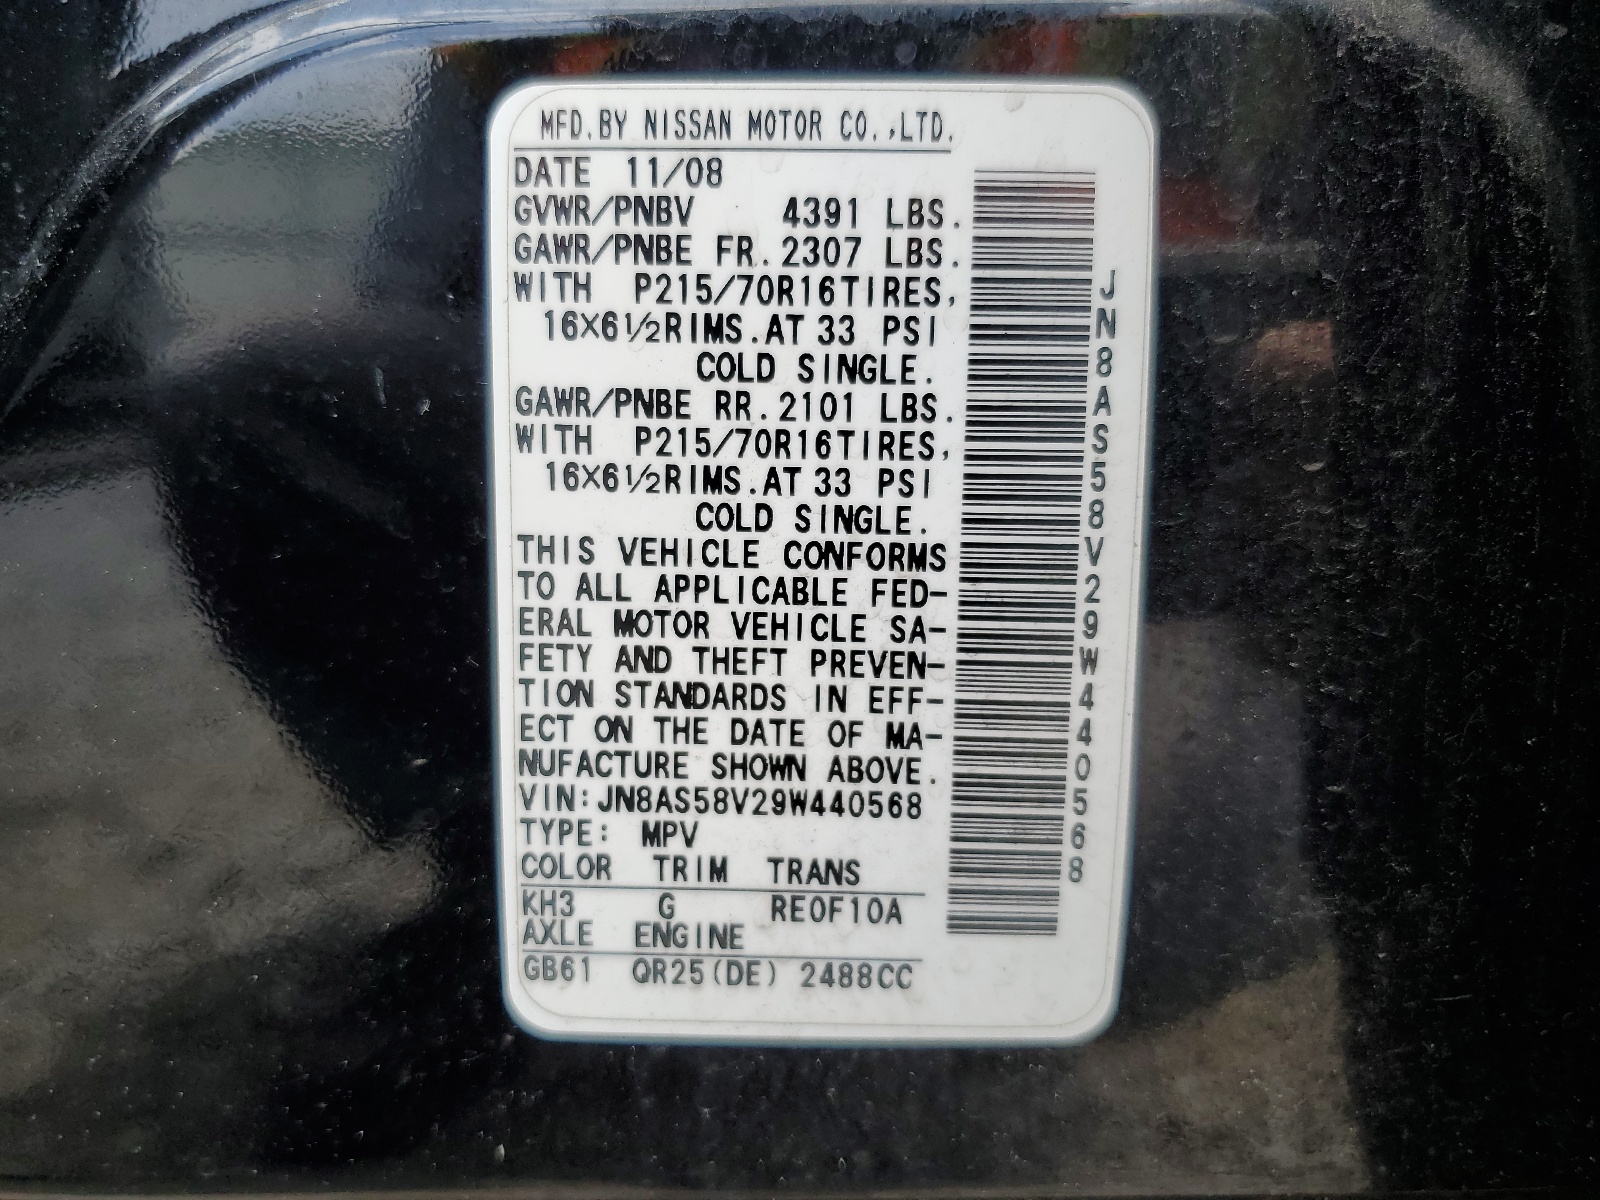 MFD.BY NISSAN MOTOR CO.,LTD.
DATE 11/08
GVWR/PNBV 4391 LBS.
GAWR/PNBE FR.2307 LBS.
WITH P215/70R16TIRES,
16X6½RIMS.AT 33 PSI
COLD SINGLE.
GAWR/PNBE RR.2101 LBS.
WITH P215/70R16TIRES,
16X6½RIMS.AT 33 PSI
COLD SINGLE.
THIS VEHICLE CONFORMS
TO ALL APPLICABLE FED-
ERAL MOTOR VEHICLE SA-
FETY AND THEFT PREVEN-
TION STANDARDS IN EFF-
ECT ON THE DATE OF MA-
NUFACTURE SHOWN ABOVE.
VIN:JN8AS58V29W440568
TYPE: MPV
COLOR TRIM TRANS
KH3 G RE0F10A
AXLE ENGINE
GB61 QR25(DE) 2488CC
JN8AS58V29W440568